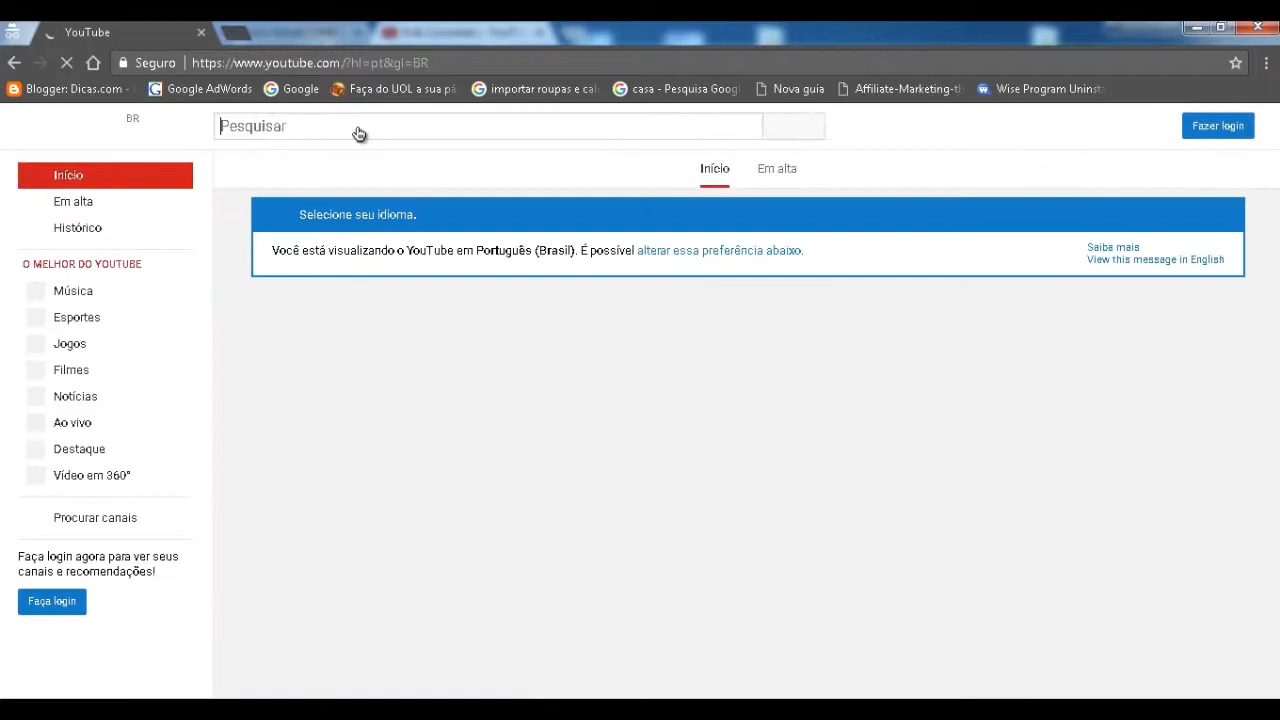 YouTube
Seguro
https://www.youtube.com/?hl=pt&gl=BR
Blogger: Dicas.com -
Google AdWords
Google
Faça do UOL a sua pá
importar roupas e cal
casa - Pesquisa Goog
Nova guia
Affiliate-Marketing-th
Wise Program Uninst
BR
Pesquisar
Fazer login
Início
Em alta
Início
Em alta
Histórico
Selecione seu idioma.
Você está visualizando o YouTube em Português (Brasil). É possível alterar essa preferência abaixo.
Saiba mais
View this message in English
O MELHOR DO YOUTUBE
Música
Esportes
Jogos
Filmes
Notícias
Ao vivo
Destaque
Vídeo em 360°
Procurar canais
Faça login agora para ver seus
canais e recomendações!
Faça login